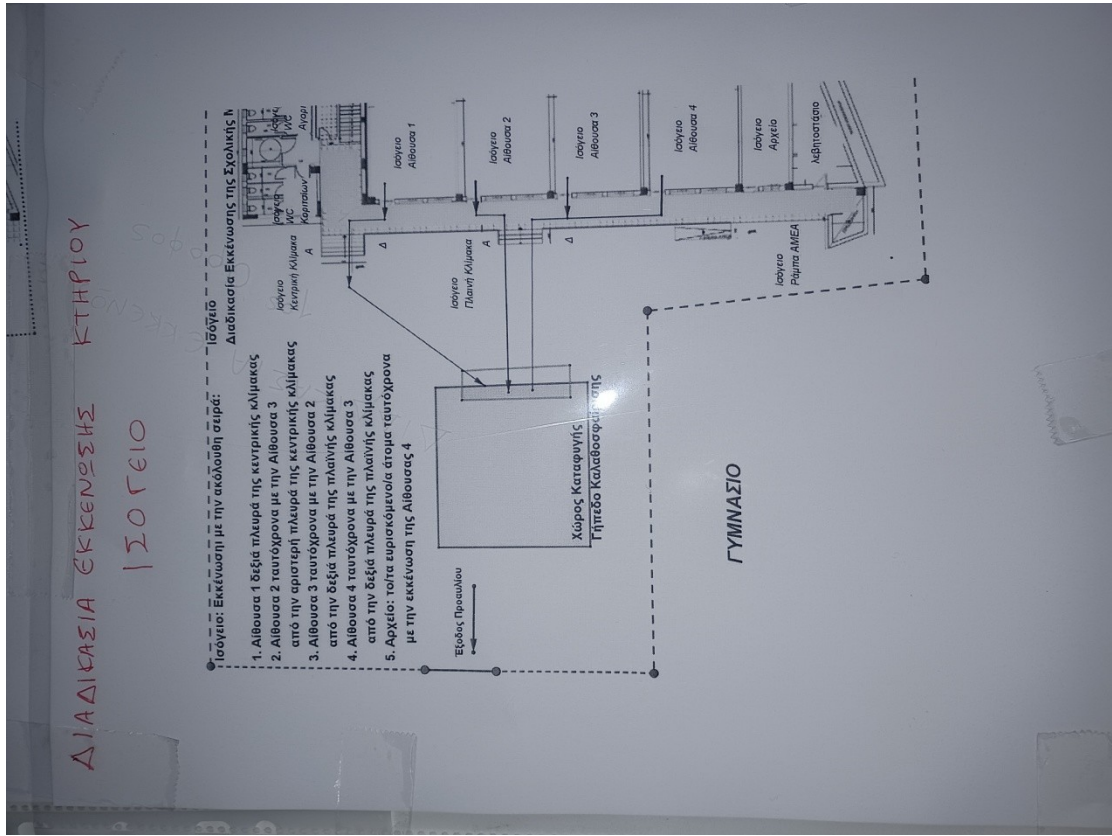 ΔΙΑΔΙΚΑΣΙΑ ΕΚΚΕΝΩΣΗΣ ΚΤΗΡΙΟΥ
ΙΣΟΓΕΙΟ
Ισόγειο
Διαδικασία Εκκένωσης της Σχολικής Μ
Ισόγειο: Εκκένωση με την ακόλουθη σειρά:
1. Αίθουσα 1 δεξιά πλευρά της κεντρικής κλίμακας
2. Αίθουσα 2 ταυτόχρονα με την Αίθουσα 3
από την αριστερή πλευρά της κεντρικής κλίμακας
3. Αίθουσα 3 ταυτόχρονα με την Αίθουσα 2
από την δεξιά πλευρά της πλαϊνής κλίμακας
4. Αίθουσα 4 ταυτόχρονα με την Αίθουσα 3
από την δεξιά πλευρά της πλαϊνής κλίμακας
5. Αρχείο: το/τα ευρισκόμενο/α άτομα ταυτόχρονα
με την εκκένωση της Αίθουσας 4
Ισόγειο
WC
Αγορι
Ισόγειο
WC
Κοριτσίων
Ισόγειο
Κεντρική Κλίμακα
Α
Δ
Ισόγειο
Αίθουσα 1
Ισόγειο
Αίθουσα 2
Ισόγειο
Αίθουσα 3
Ισόγειο
Αίθουσα 4
Ισόγειο
Αρχείο
λεβητοστάσιο
Ισόγειο
Πλαινή Κλίμακα
Α
Δ
Ισόγειο
Ράμπα ΑΜΕΑ
Έξοδος Προαυλίου
Χώρος Καταφυγής
Γήπεδο Καλαθοσφαίρισης
ΓΥΜΝΑΣΙΟ